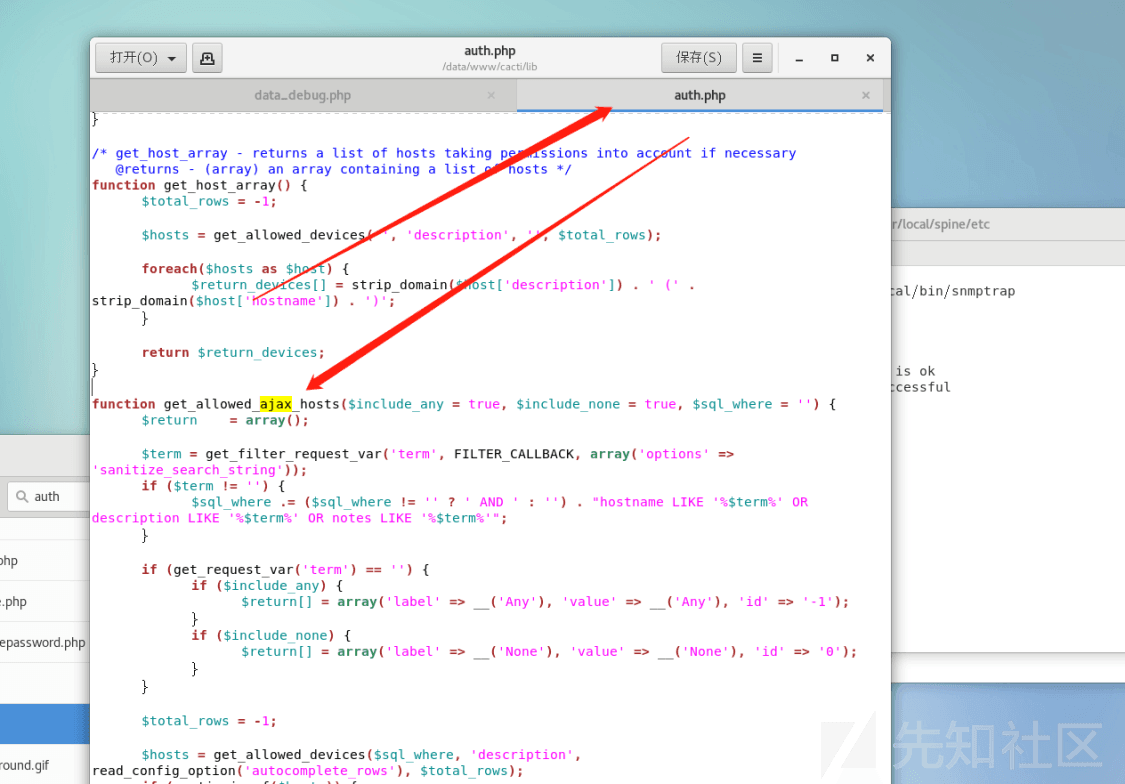 打开(O)
auth.php
/data/www/cacti/lib
保存(S)
data_debug.php
auth.php
}
/* get_host_array - returns a list of hosts taking permissions into account if necessary
@returns - (array) an array containing a list of hosts */
function get_host_array() {
$total_rows = -1;
$hosts = get_allowed_devices('', 'description', '', $total_rows);
foreach($hosts as $host) {
$return_devices[] = strip_domain($host['description']) . ' (' .
strip_domain($host['hostname']) . ')';
}
return $return_devices;
}
function get_allowed_ajax_hosts($include_any = true, $include_none = true, $sql_where = '') {
$return = array();
$term = get_filter_request_var('term', FILTER_CALLBACK, array('options' =>
'sanitize_search_string'));
if ($term != '') {
$sql_where .= ($sql_where != '' ? ' AND ' : '') . "hostname LIKE '%$term%' OR
description LIKE '%$term%' OR notes LIKE '%$term%'";
}
if (get_request_var('term') == '') {
if ($include_any) {
$return[] = array('label' => __('Any'), 'value' => __('Any'), 'id' => '-1');
}
if ($include_none) {
$return[] = array('label' => __('None'), 'value' => __('None'), 'id' => '0');
}
}
$total_rows = -1;
$hosts = get_allowed_devices($sql_where, 'description',
read_config_option('autocomplete_rows'), $total_rows);
r/local/spine/etc
cal/bin/snmptrap
is ok
ccessful
auth
php
e.php
epassword.php
round.gif
先知社区